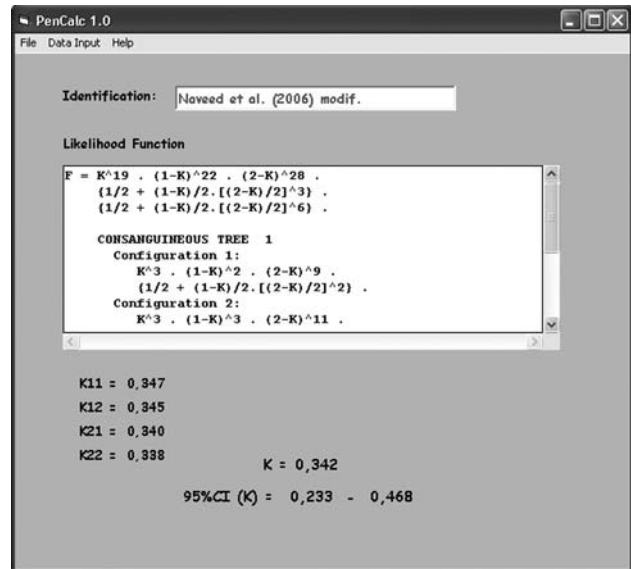 PenCalc 1.0
File Data Input Help
Identification: Naveed et al. (2006) modif.
Likelihood Function
F = K^19 . (1-K)^22 . (2-K)^28 .
{1/2 + (1-K)/2.[(2-K)/2]^3} .
{1/2 + (1-K)/2.[(2-K)/2]^6} .
CONSANGUINEOUS TREE 1
Configuration 1:
K^3 . (1-K)^2 . (2-K)^9 .
{1/2 + (1-K)/2.[(2-K)/2]^2} .
Configuration 2:
K^3 . (1-K)^3 . (2-K)^11 .
K11 = 0,347
K12 = 0,345
K21 = 0,340
K22 = 0,338
K = 0,342
95%CI (K) = 0,233 - 0,468